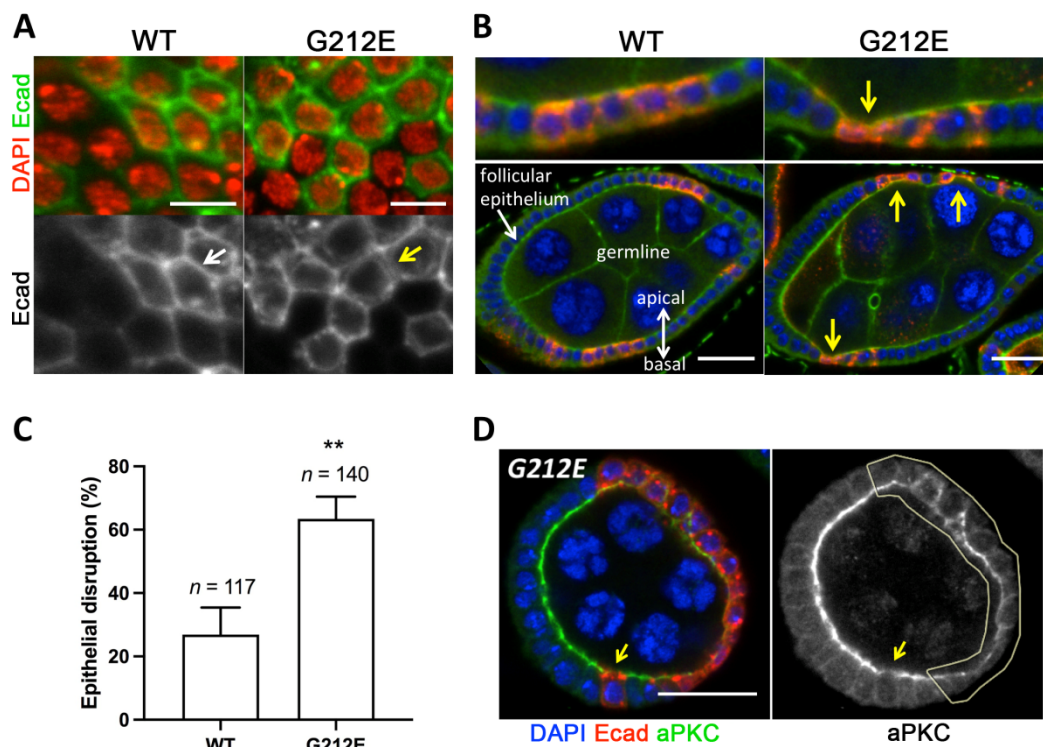 A
WT
G212E
DAPI Ecad
Ecad
B
WT
G212E
follicular
epithelium
germline
apical
basal
C
Epithelial disruption (%)
80
60
40
20
0
n = 117
**
n = 140
WT
G212E
D
G212E
DAPI Ecad aPKC
aPKC